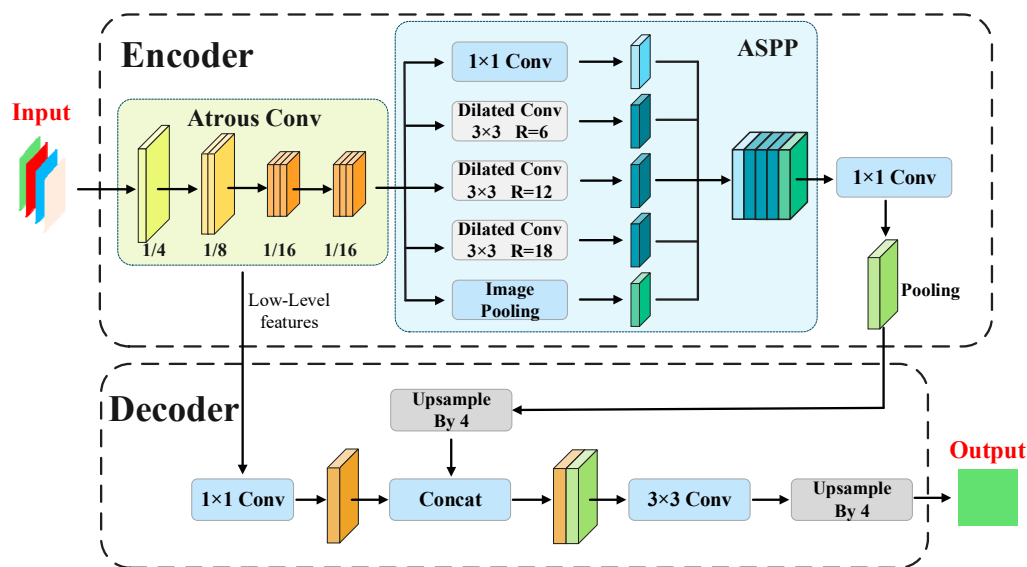 Encoder
ASPP
Input
Atrous Conv
1/4
1/8
1/16
1/16
1×1 Conv
Dilated Conv
3×3 R=6
Dilated Conv
3×3 R=12
Dilated Conv
3×3 R=18
Image
Pooling
1×1 Conv
Pooling
Low-Level
features
Decoder
Upsample
By 4
1×1 Conv
Concat
3×3 Conv
Upsample
By 4
Output